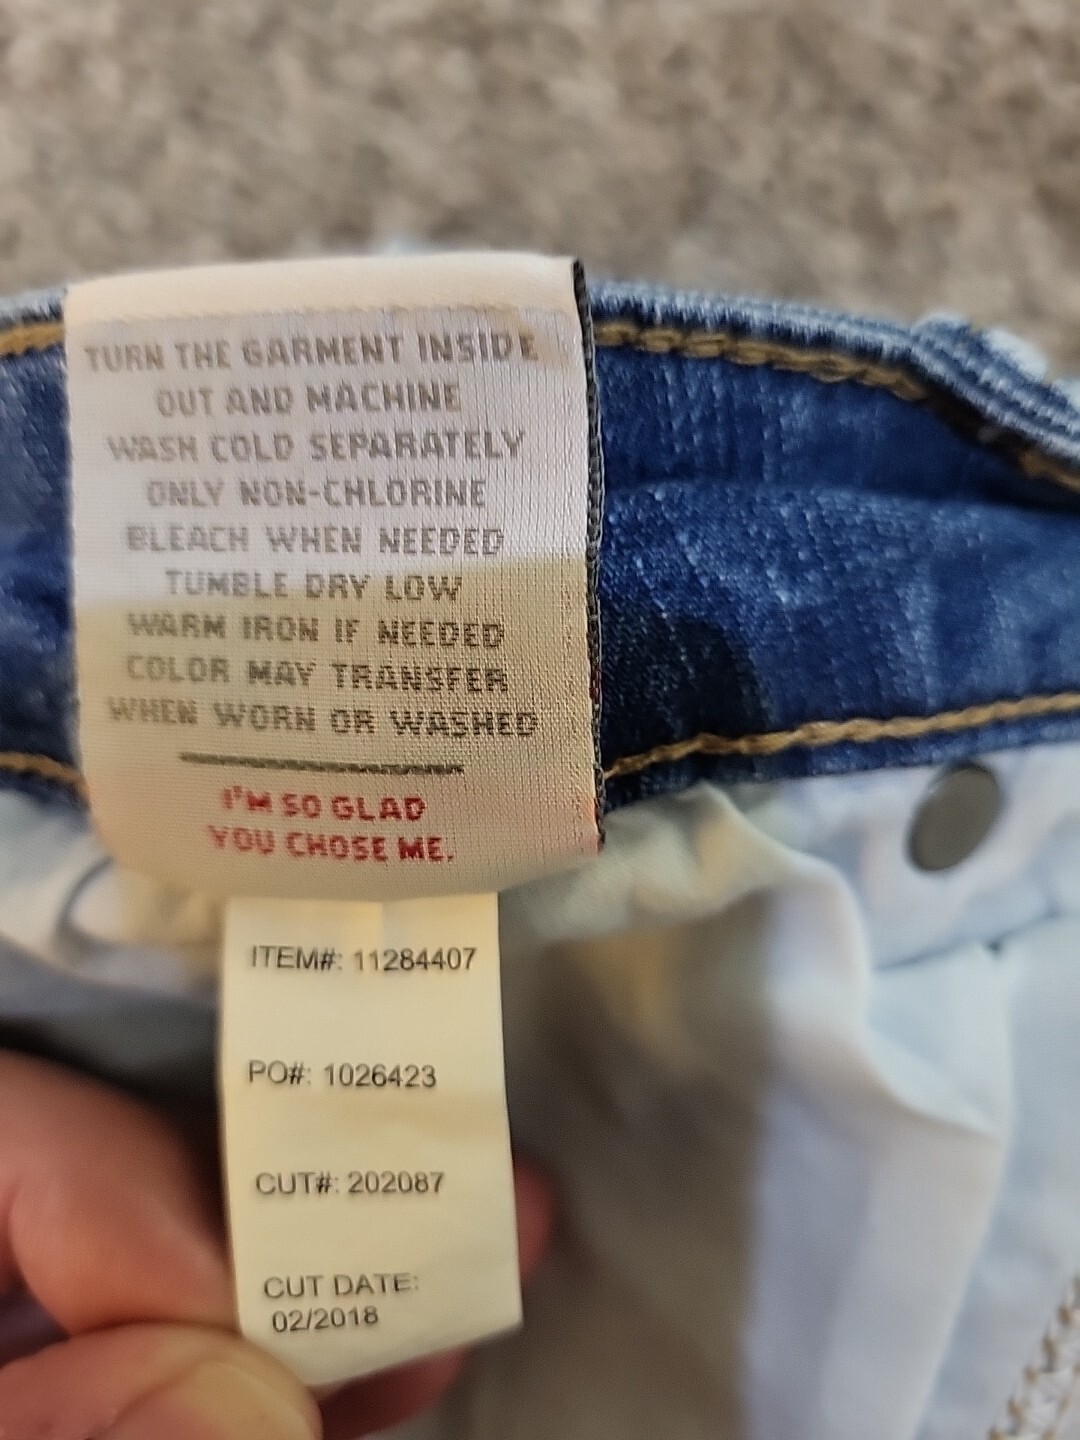 TURN THE GARMENT INSIDE
OUT AND MACHINE
WASH COLD SEPARATELY
ONLY NON-CHLORINE
BLEACH WHEN NEEDED
TUMBLE DRY LOW
WARM IRON IF NEEDED
COLOR MAY TRANSFER
WHEN WORN OR WASHED
I'M SO GLAD
YOU CHOSE ME.
ITEM#: 11284407
PO#: 1026423
CUT#: 202087
CUT DATE:
02/2018